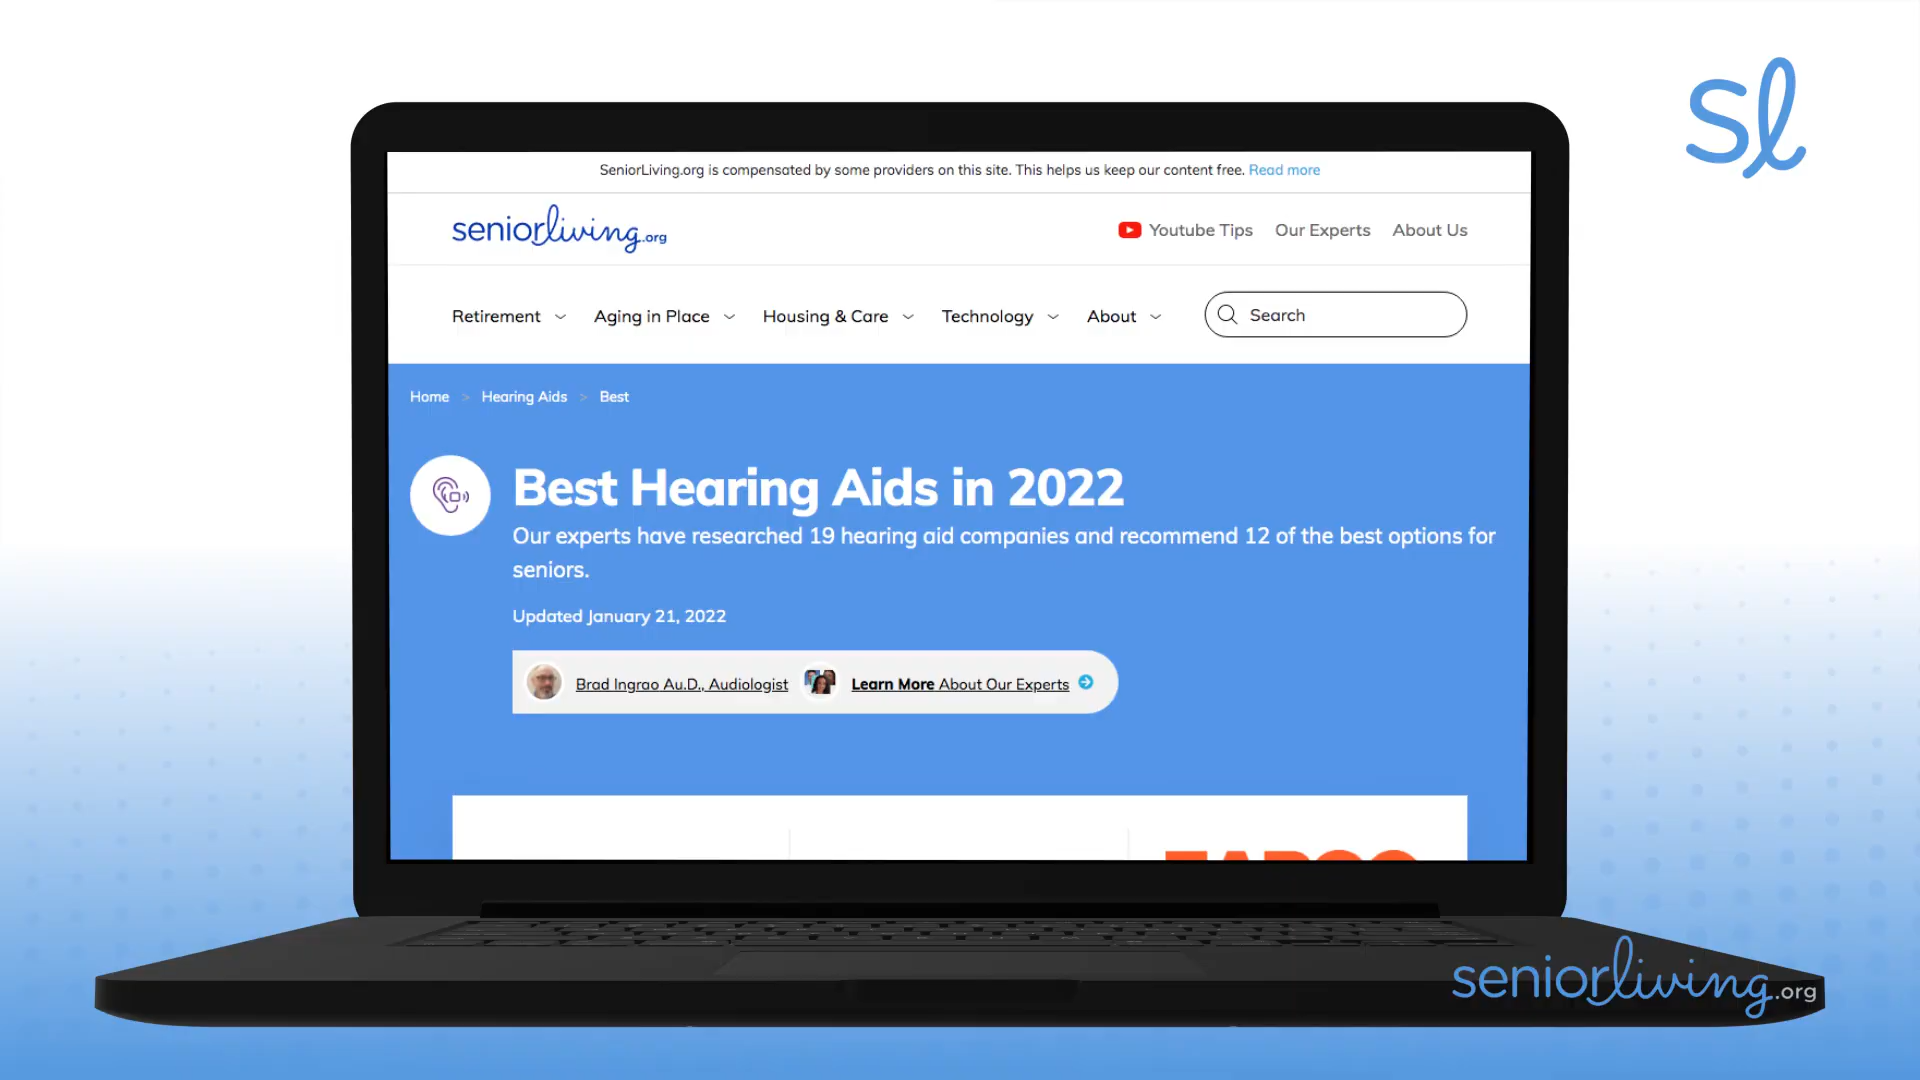 sl
SeniorLiving.org is compensated by some providers on this site. This helps us keep our content free. Read more
seniorliving.org
Youtube Tips Our Experts About Us
Retirement Aging in Place Housing & Care Technology About Search
Home > Hearing Aids > Best
Best Hearing Aids in 2022
Our experts have researched 19 hearing aid companies and recommend 12 of the best options for
seniors.
Updated January 21, 2022
Brad Ingrao Au.D., Audiologist Learn More About Our Experts
seniorliving.org